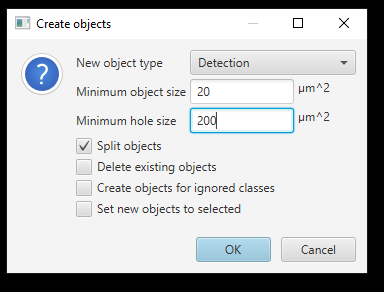 Create objects
New object type Detection
Minimum object size 20 µm^2
Minimum hole size 200 µm^2
Split objects
Delete existing objects
Create objects for ignored classes
Set new objects to selected
OK Cancel